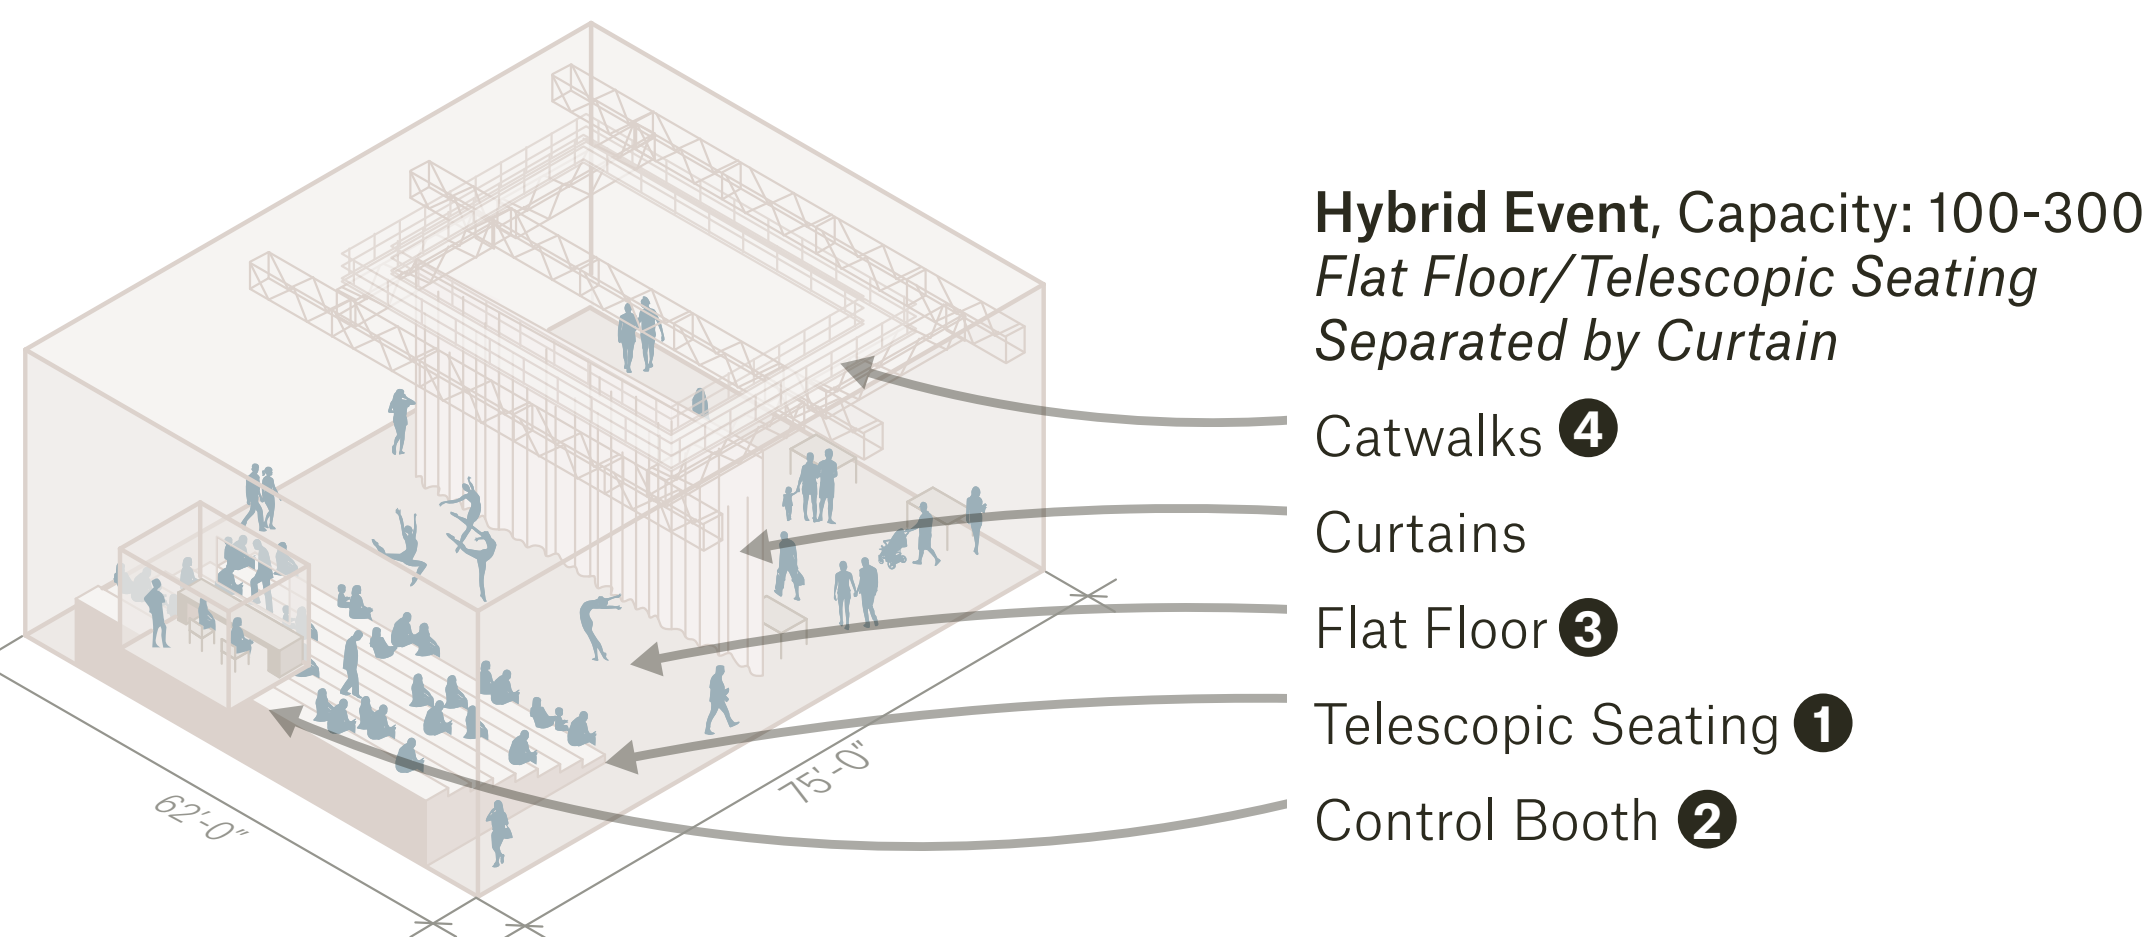 Hybrid Event, Capacity: 100-300
Flat Floor/Telescopic Seating
Separated by Curtain
Catwalks 4
Curtains
Flat Floor 3
Telescopic Seating 1
Control Booth 2
62'-0"
75'-0"